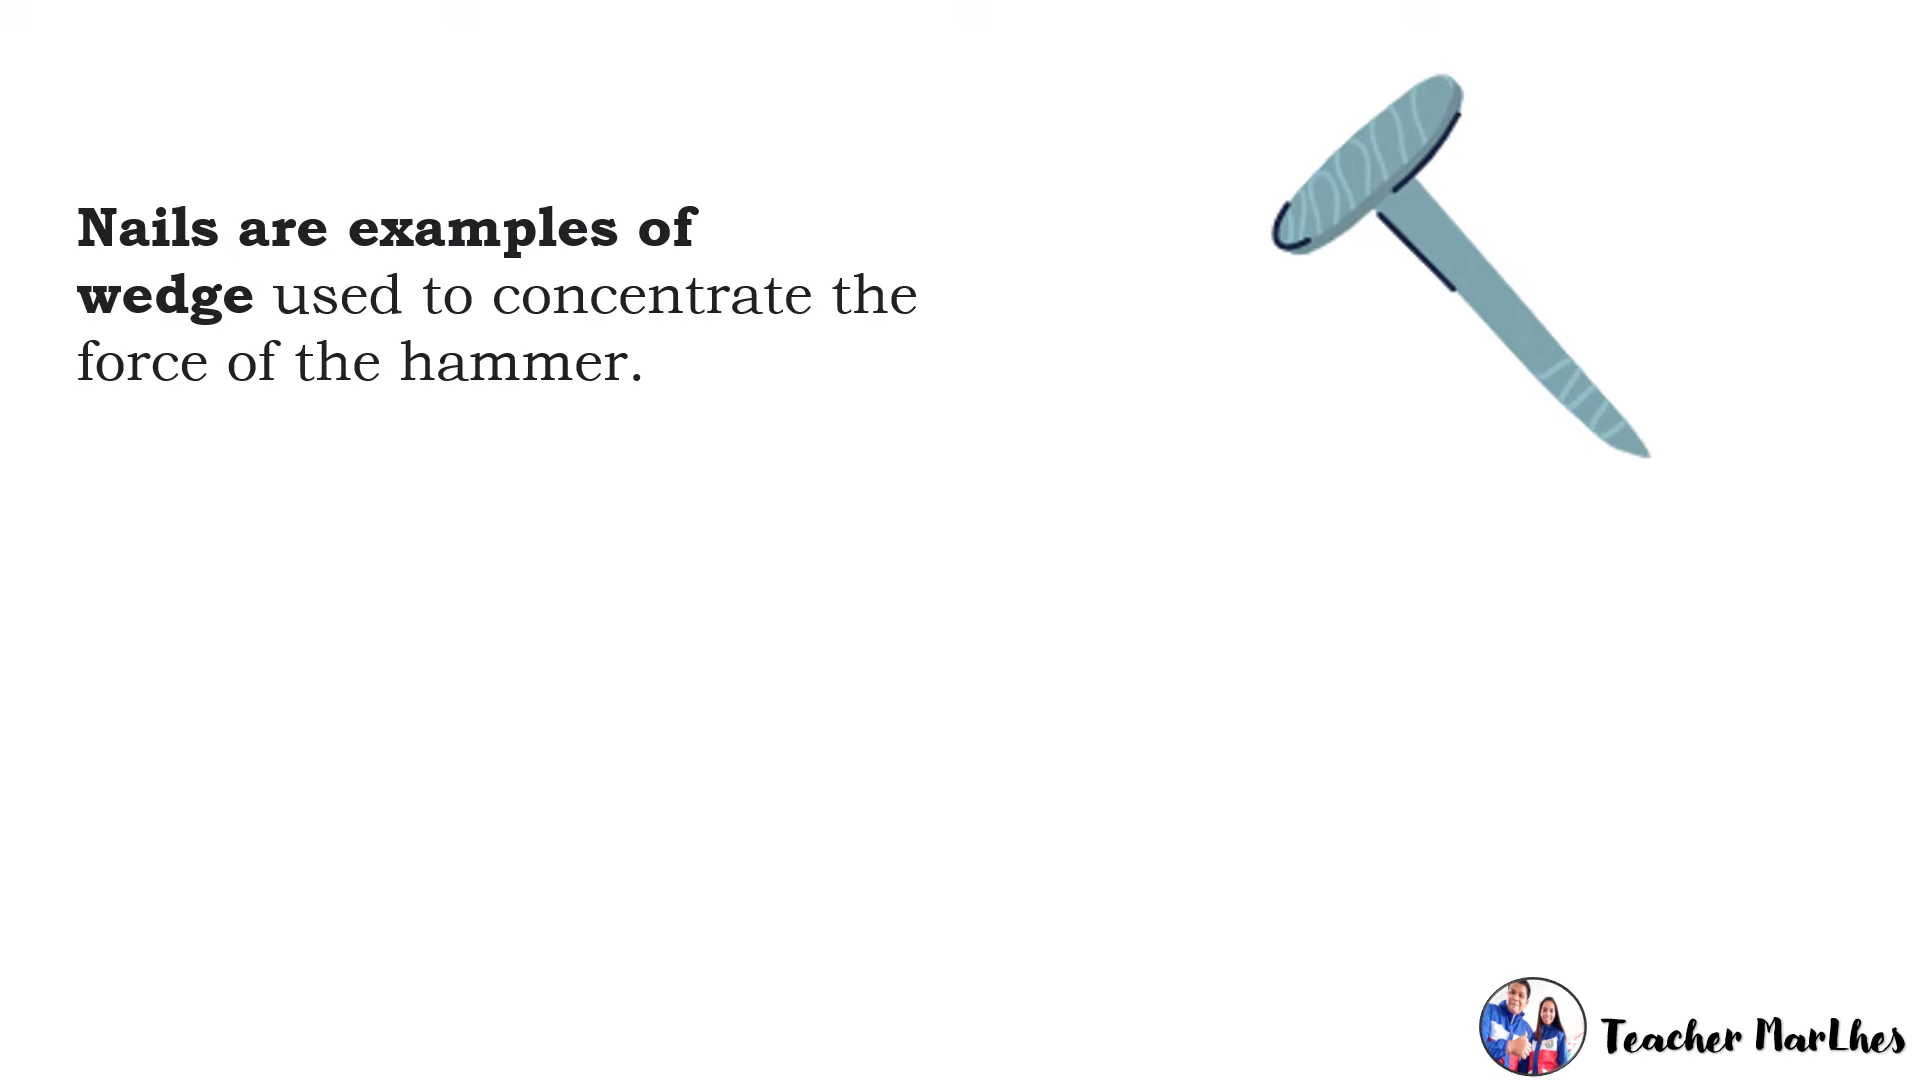 Nails are examples of
wedge used to concentrate the
force of the hammer.
Teacher MarLhes